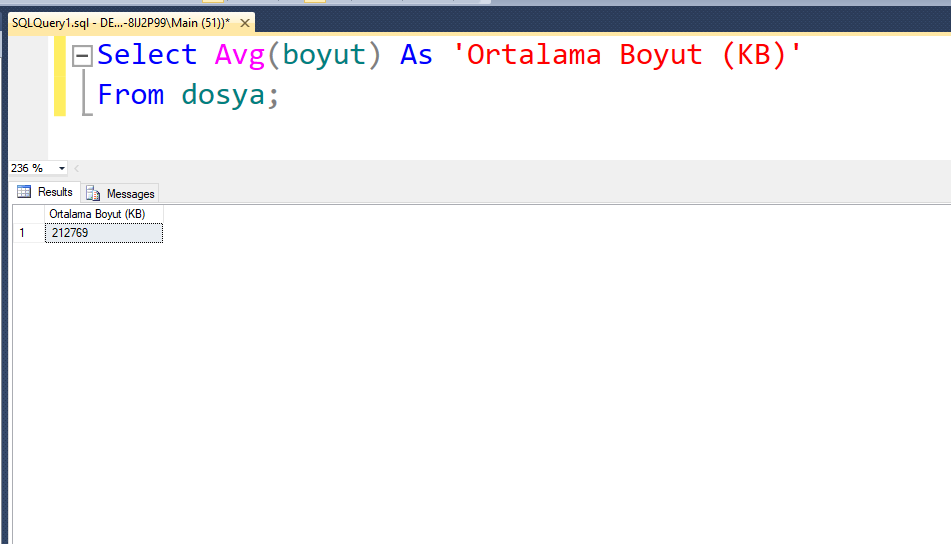 SQLQuery1.sql - DE...-8IJ2P99\Main (51))*
Select Avg(boyut) As 'Ortalama Boyut (KB)'
From dosya;
236 %
Results Messages
Ortalama Boyut (KB)
1 212769